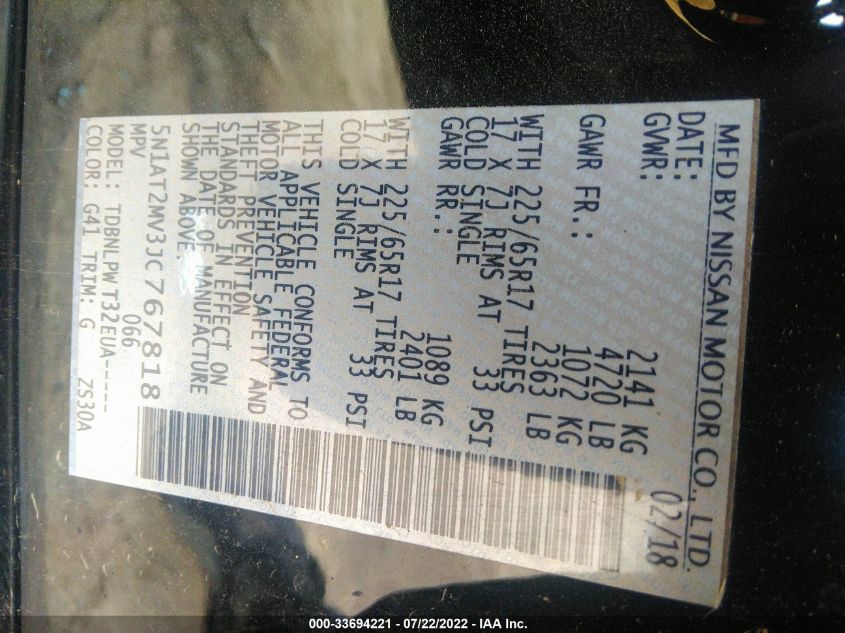 MFD BY NISSAN MOTOR CO., LTD.
DATE: 02/18
GVWR: 2141 KG
4720 LB
GAWR FR.: 1072 KG
2363 LB
WITH 225/65R17 TIRES
17 X 7J RIMS AT
COLD SINGLE 33 PSI
GAWR RR.: 1089 KG
2401 LB
WITH 225/65R17 TIRES
17 X 7J RIMS AT
COLD SINGLE 33 PSI
THIS VEHICLE CONFORMS TO
ALL APPLICABLE FEDERAL
MOTOR VEHICLE SAFETY AND
THEFT PREVENTION
STANDARDS IN EFFECT ON
THE DATE OF MANUFACTURE
SHOWN ABOVE.
5N1AT2MV3JC767818
MPV 066
MODEL: TDBNLPWT32EUA-----
COLOR: G41 TRIM: G ZS30A
000-33694221 - 07/22/2022 - IAA Inc.